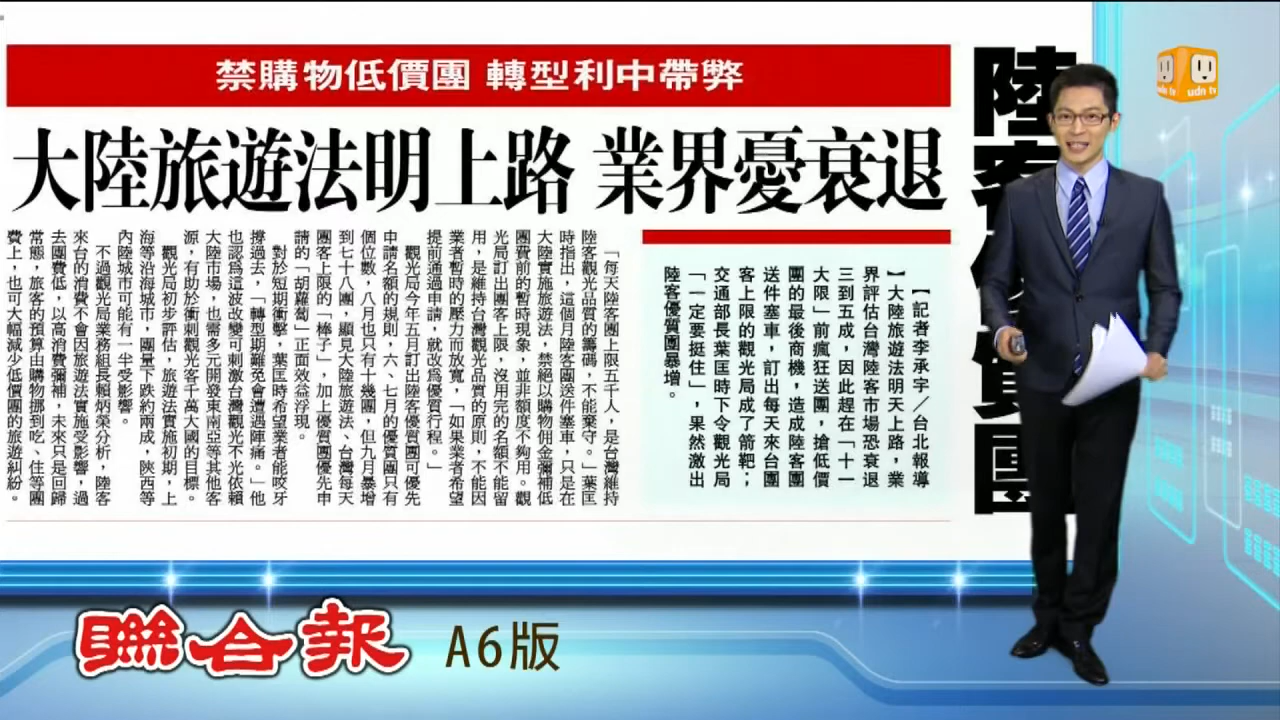 禁購物低價團 轉型利中帶弊
大陸旅遊法明上路 業界憂衰退
陸客優質團
【記者李承宇／台北報導
】大陸旅遊法明天上路，業
界評估台灣陸客市場恐衰退
三到五成，因此趕在「十一
大限」前瘋狂送團，搶低價
團的最後商機，造成陸客團
送件塞車，訂出每天來台團
客上限的觀光局成了箭靶；
交通部長葉匡時下令觀光局
「一定要挺住」，果然激出
陸客優質團暴增。
「每天陸客團上限五千人，是台灣維持
陸客觀光品質的籌碼，不能棄守。」葉匡
時指出，這個月陸客團送件塞車，只是在
大陸實施旅遊法，禁絕以購物佣金彌補低
團費前的暫時現象，並非額度不夠用。觀
光局訂出團客上限，沒用完的名額不能留
用，是維持台灣觀光品質的原則，不能因
業者暫時的壓力而放寬，「如果業者希望
提前通過申請，就改為優質行程。」
觀光局今年五月訂出陸客優質團可優先
申請名額的規則，六、七月的優質團只有
個位數，八月也只有十幾團，但九月暴增
到七十八團，顯見大陸旅遊法、台灣每天
團客上限的「棒子」，加上優質團優先申
請的「胡蘿蔔」正面效益浮現。
對於短期衝擊，葉匡時希望業者能咬牙
撐過去，「轉型期難免會遭遇陣痛。」他
也認為這波改變可刺激台灣觀光不光依賴
大陸市場，也需多元開發東南亞等其他客
源，有助於衝刺觀光客千萬大國的目標。
觀光局初步評估，旅遊法實施初期，上
海等沿海城市，團量下跌約兩成，陝西等
內陸城市可能有一半受影響。
不過觀光局業務組長賴炳榮分析，陸客
來台的消費不會因旅遊法實施受影響，過
去團費低，以高消費彌補，未來只是回歸
常態，旅客的預算由購物挪到吃、住等團
費上，也可大幅減少低價團的旅遊糾紛。
聯合報 A6版
udn tv udn tv